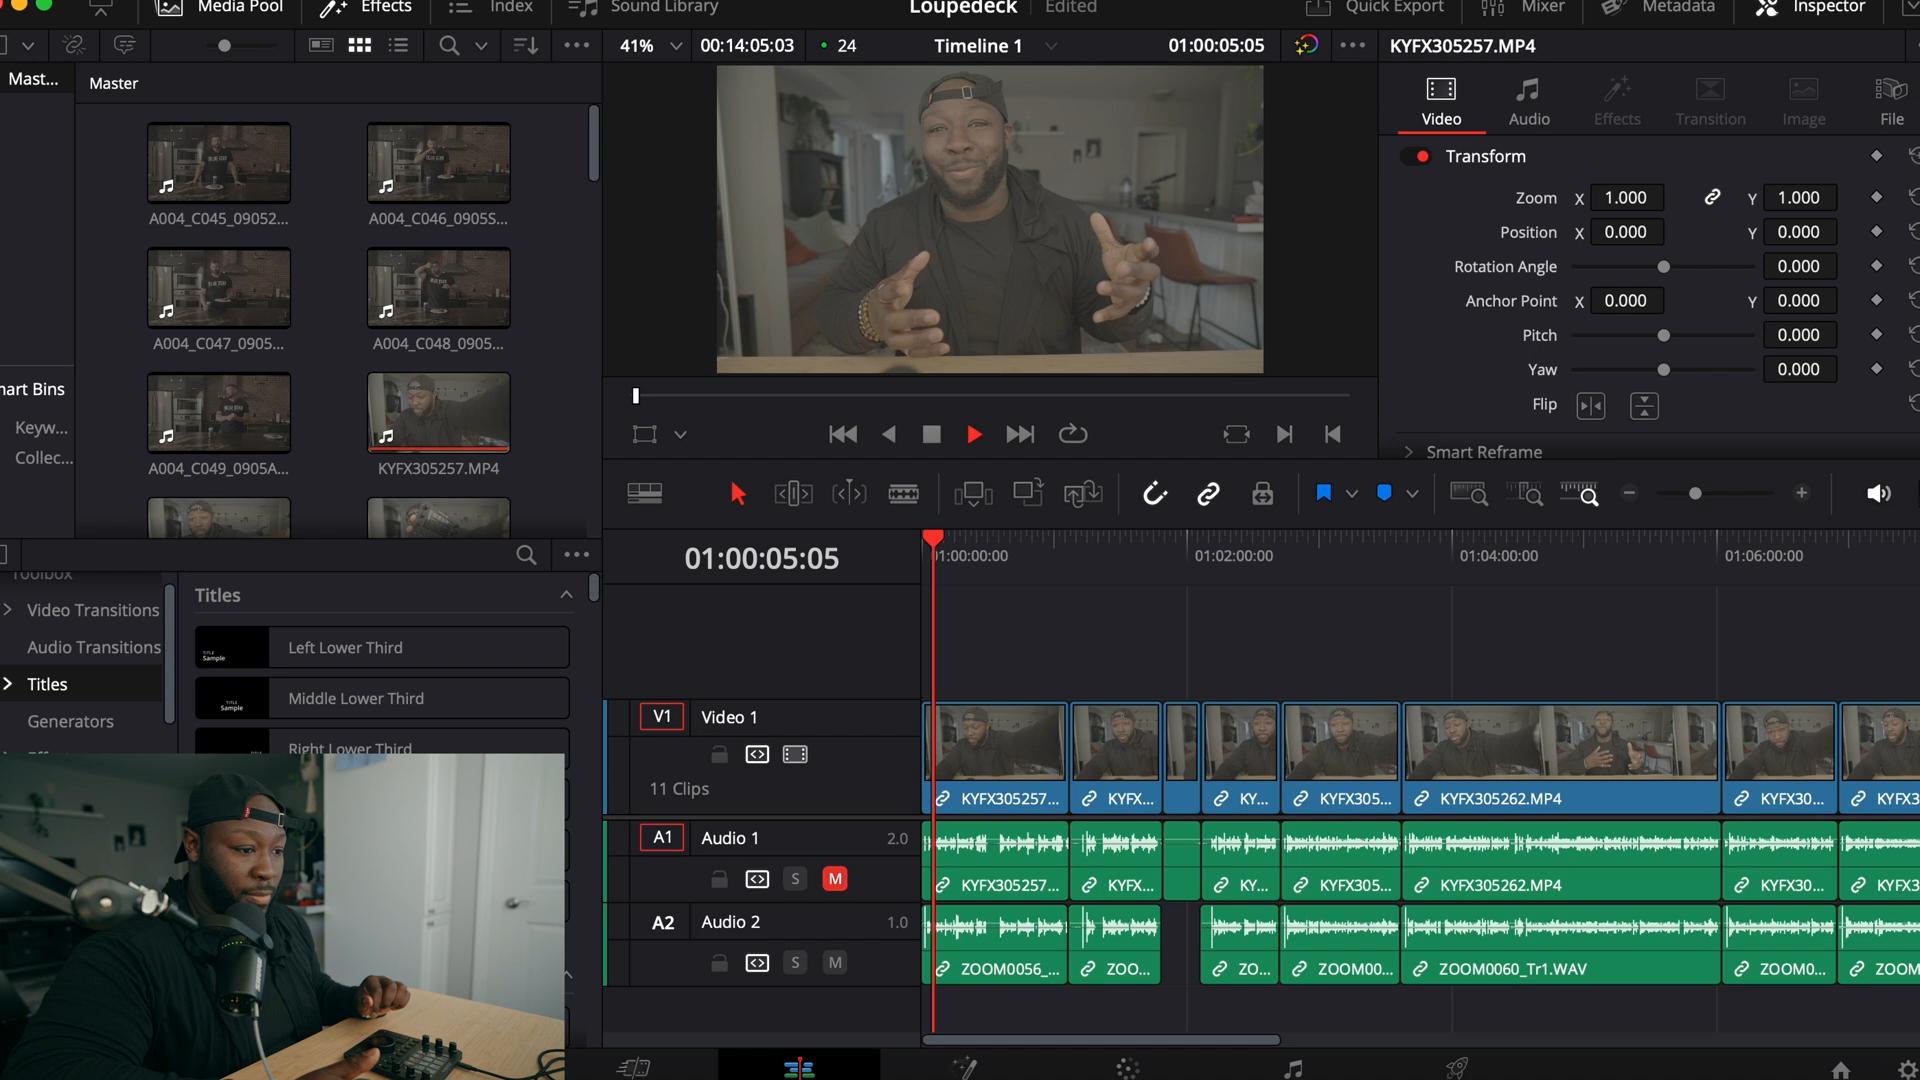 Media Pool
Effects
Index
Sound Library
Loupedeck
Edited
Quick Export
Mixer
Metadata
Inspector
41%
00:14:05:03
24
Timeline 1
01:00:05:05
KYFX305257.MP4
Mast...
Master
Video
Audio
Effects
Transition
Image
File
Transform
Zoom X 1.000 Y 1.000
Position X 0.000 Y 0.000
Rotation Angle 0.000
Anchor Point X 0.000 Y 0.000
Pitch 0.000
Yaw 0.000
Flip
Smart Reframe
A004_C045_09052...
A004_C046_0905S...
A004_C047_0905...
A004_C048_0905...
A004_C049_0905A...
KYFX305257.MP4
nart Bins
Keyw...
Collec...
Toolbox
Video Transitions
Audio Transitions
Titles
Generators
Titles
Sample
Left Lower Third
Sample
Middle Lower Third
Right Lower Third
01:00:05:05
01:00:00:00
01:02:00:00
01:04:00:00
01:06:00:00
V1 Video 1
11 Clips
KYFX305257...
KYFX...
KY...
KYFX305...
KYFX305262.MP4
KYFX30...
KYFX3
A1 Audio 1 2.0
S M
KYFX305257...
KYFX...
KY...
KYFX305...
KYFX305262.MP4
KYFX30...
KYFX3
A2 Audio 2 1.0
S M
ZOOM0056_...
ZOO...
ZO...
ZOOM00...
ZOOM0060_Tr1.WAV
ZOOM0...
ZOOM